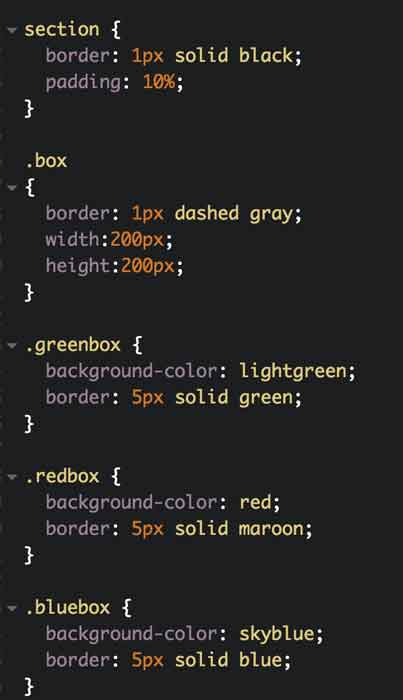 section {
  border: 1px solid black;
  padding: 10%;
}

.box
{
  border: 1px dashed gray;
  width:200px;
  height:200px;
}

.greenbox {
  background-color: lightgreen;
  border: 5px solid green;
}

.redbox {
  background-color: red;
  border: 5px solid maroon;
}

.bluebox {
  background-color: skyblue;
  border: 5px solid blue;
}